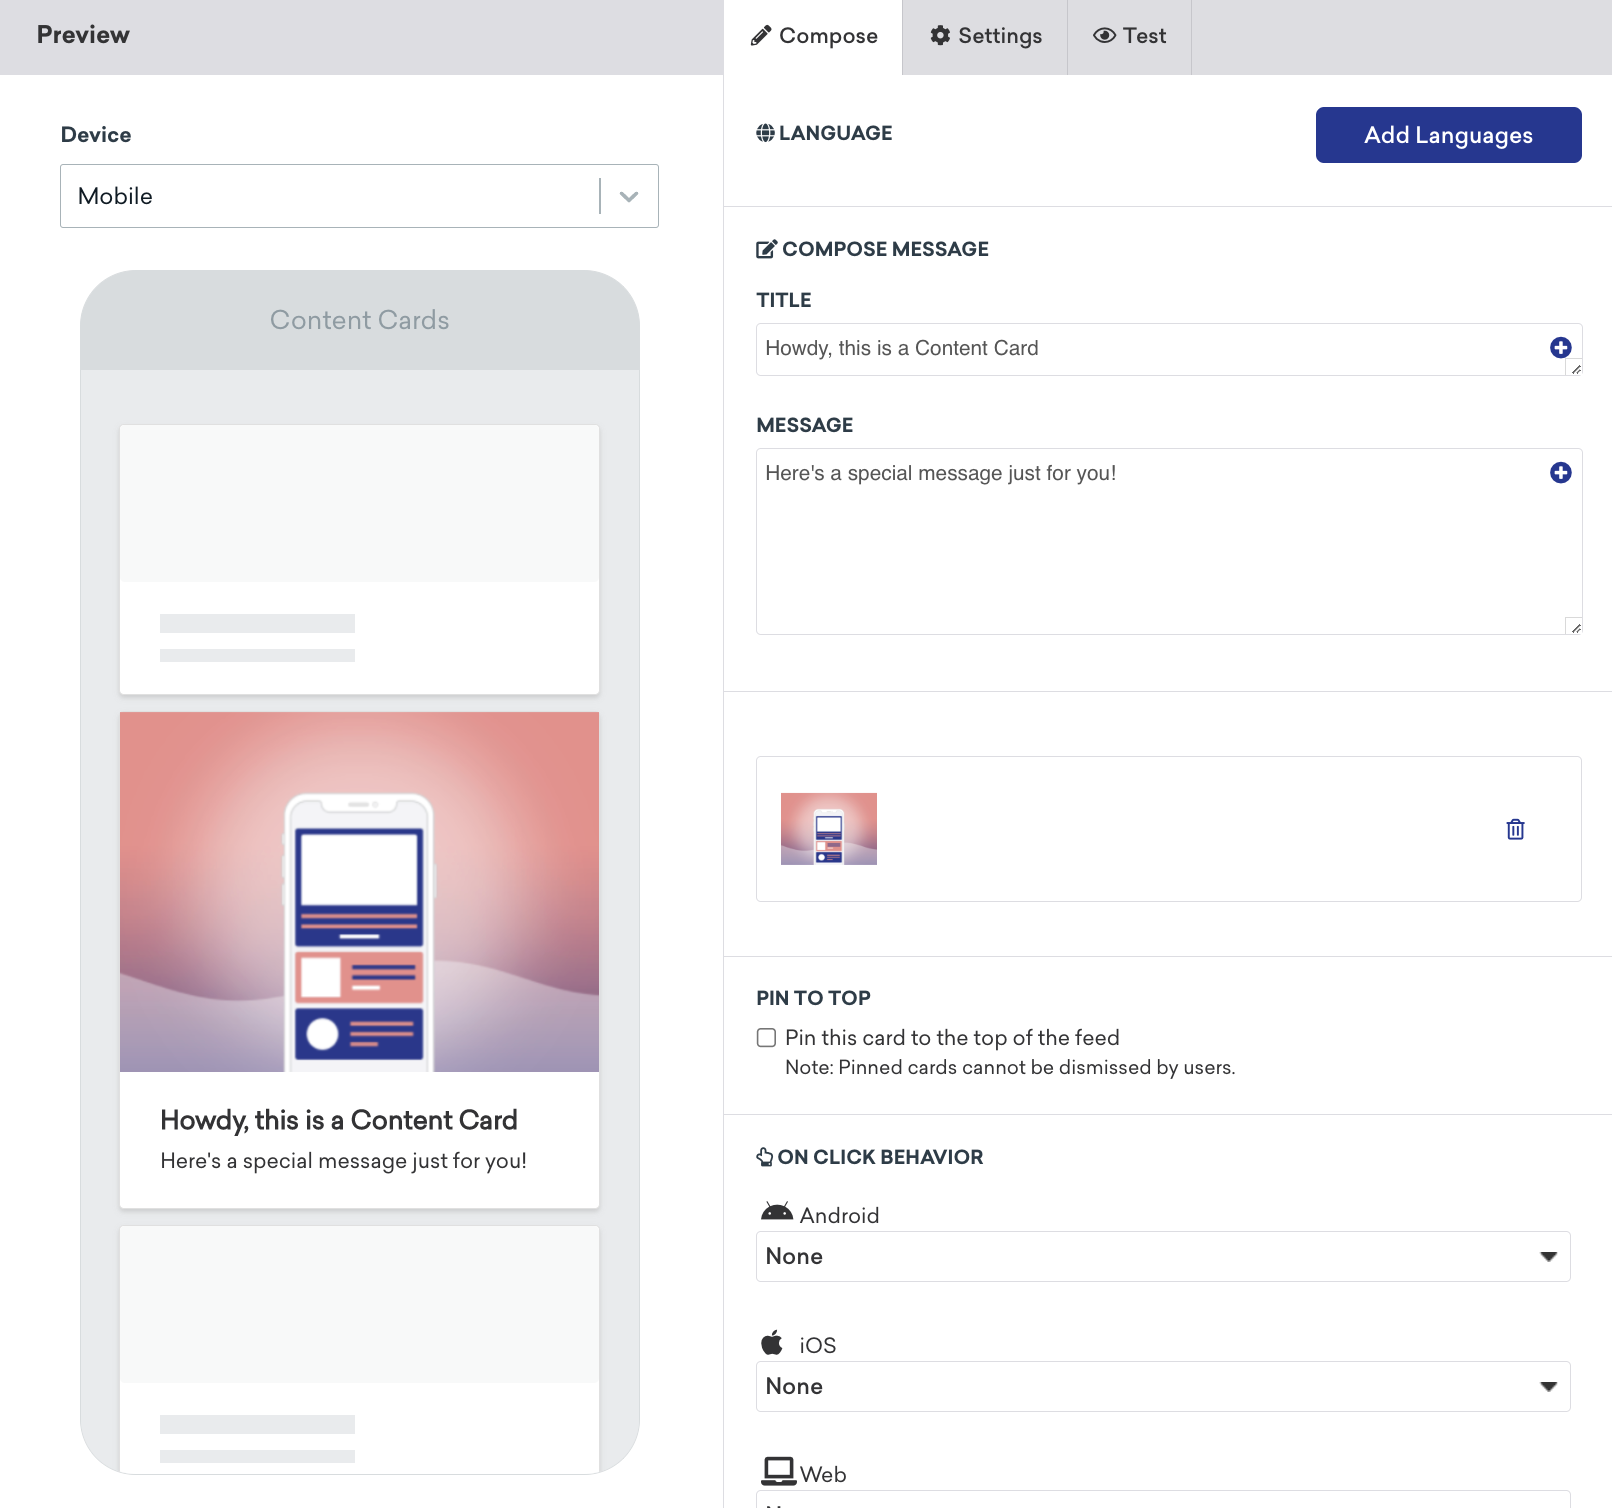 Preview
Compose
Settings
Test
Device
Mobile
Content Cards
Howdy, this is a Content Card
Here's a special message just for you!
LANGUAGE
Add Languages
COMPOSE MESSAGE
TITLE
Howdy, this is a Content Card
MESSAGE
Here's a special message just for you!
PIN TO TOP
Pin this card to the top of the feed
Note: Pinned cards cannot be dismissed by users.
ON CLICK BEHAVIOR
Android
None
iOS
None
Web